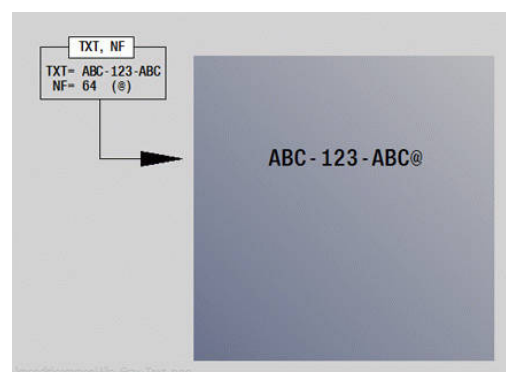 TXT, NF
TXT= ABC-123-ABC
NF= 64 (@)
ABC-123-ABC@